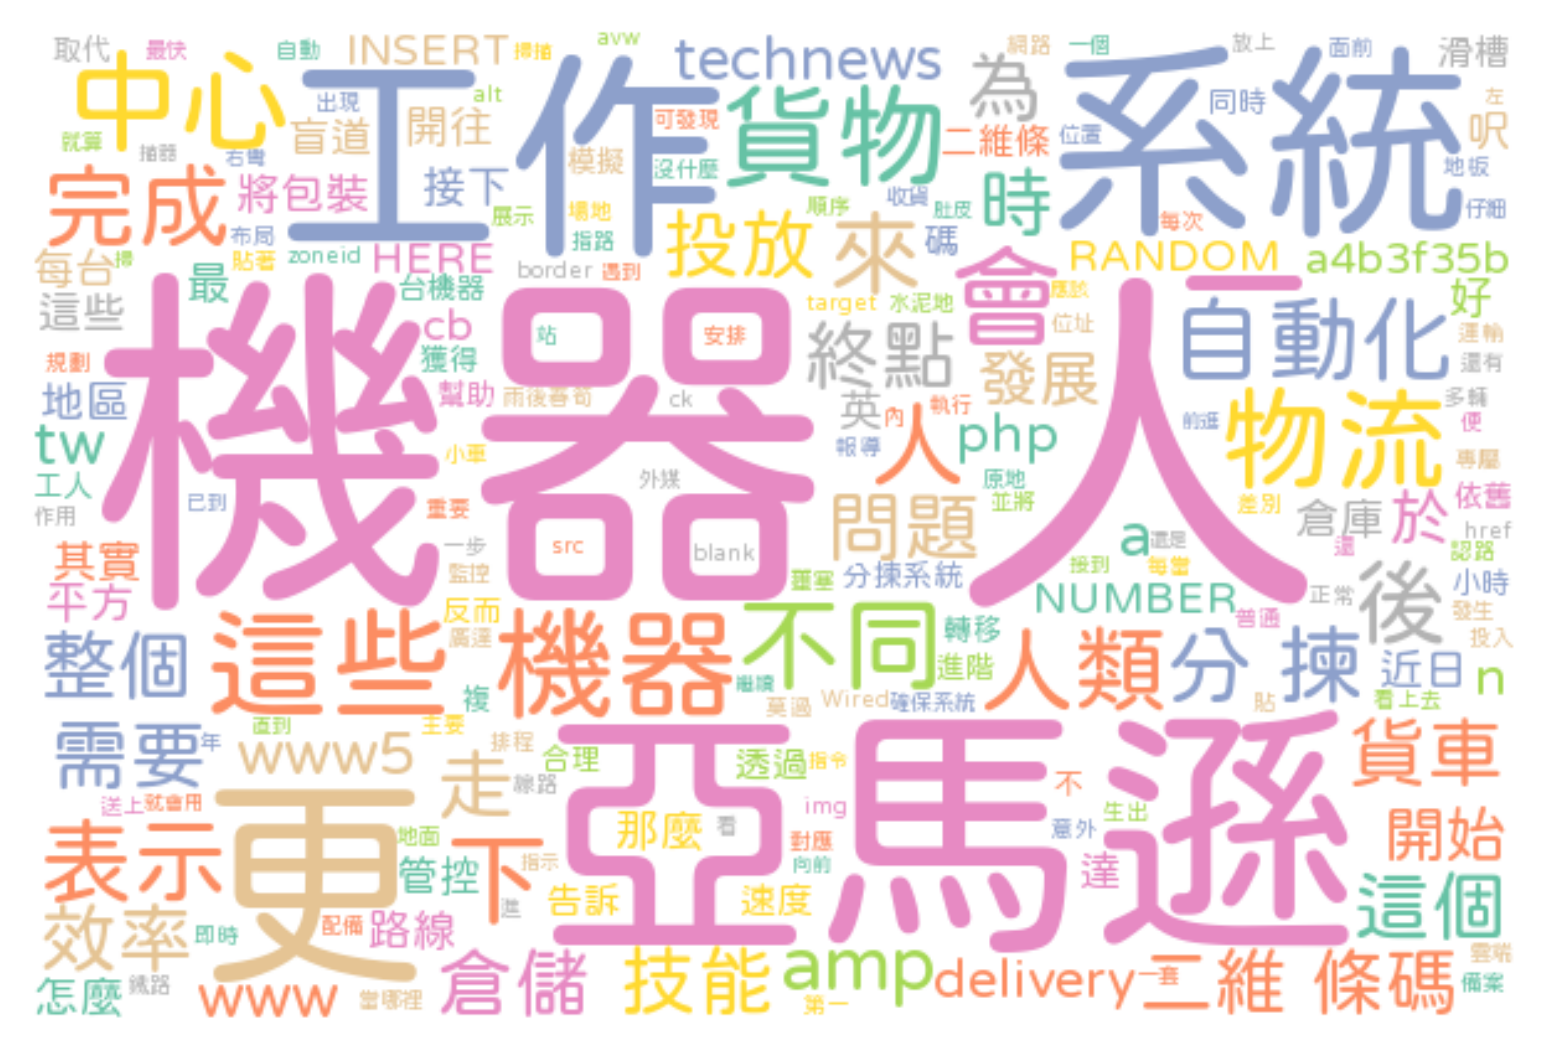 取代 最快 自動 INSERT 掃描 avw technews 網路 一個 放上 面前 滑槽
中心 工作 系統
出現 alt 為 同時 左
就算 盲道 開往 可發現 貨物 二維條 位置 呎
右彎 模擬 沒什麼 地板
完成 將包裝 接下 時
展示 場地 順序 收貨 肚皮 每次 仔細
布局 指路 投放 來 碼
每台 掃 貼著 zoneid HERE border 遇到 RANDOM a4b3f35b
這些 最 台機器 target 水泥地 會 應該 好
機器人 一
cb 站 安排 終點 位址 自動化 運輸
規劃 獲得 發展 還有
地區 幫助 雨後春筍 ck 英 內 執行 多輛
tw 人 php 前進 物流 便
小車 報導
工人 外媒 原地 專屬
作用 已到 重要 並將 差別 倉庫 於 依舊
問題 a 還是 href
其實 一步 src blank 還 認路
監控 分揀系統 接到 每當 後 小時
平方 反而 NUMBER 正常
這些 機器 不同 轉移 普通 發生
整個 進階 人類 分 揀 近日 投入
繼續 n
複 莫過 Wired 確保系統 貼 看上去
需要 年 直到 主要
www5 排程 合理 透過 指令 貨車
走 線路 亞馬遜 不
送上 就會用 更 img 生出
表示 地面 那麼 看 對應 意外 開始
管控 下 指示 向前 達
效率 告訴 速度 這個
即時 配備 路線 進
怎麼 鐵路 www 當哪裡 倉儲 技能 amp delivery 一套 二維 條碼 雲端
第一 備案